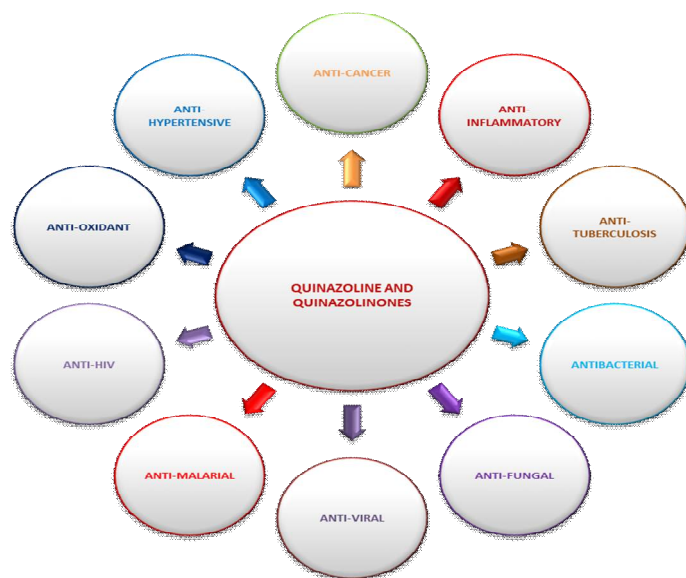 ANTI-CANCER
ANTI
HYPERTENSIVE
ANTI-
INFLAMMATORY
ANTI-OXIDANT
ANTI-
TUBERCULOSIS
QUINAZOLINE AND
QUINAZOLINONES
ANTI-HIV
ANTIBACTERIAL
ANTI-MALARIAL
ANTI-FUNGAL
ANTI-VIRAL